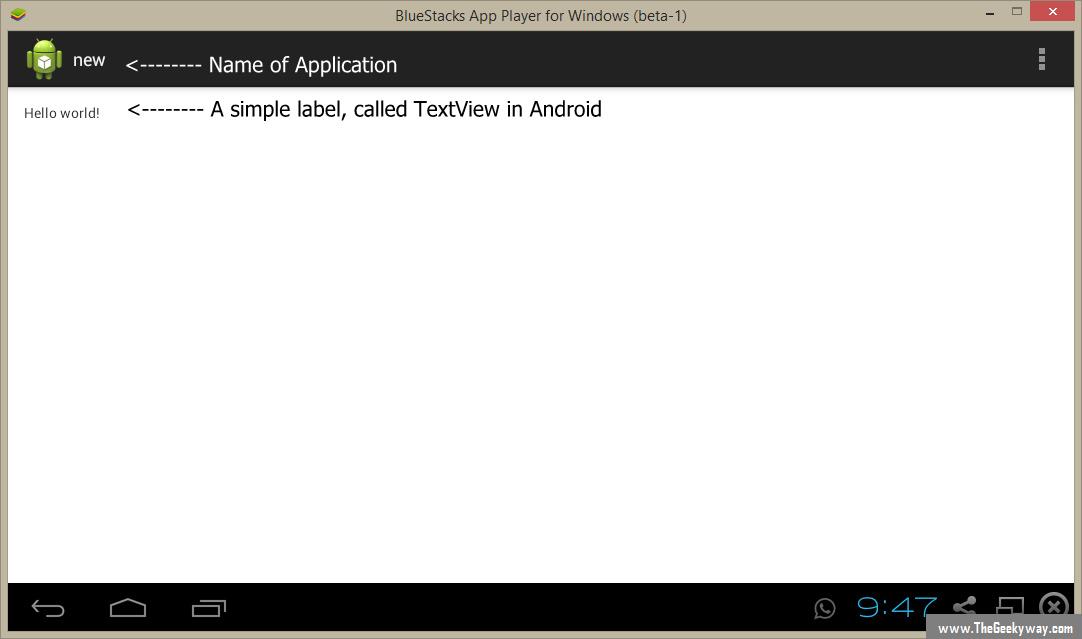 BlueStacks App Player for Windows (beta-1)
new <-------- Name of Application
Hello world! <-------- A simple label, called TextView in Android
9:47
www.TheGeekyway.com